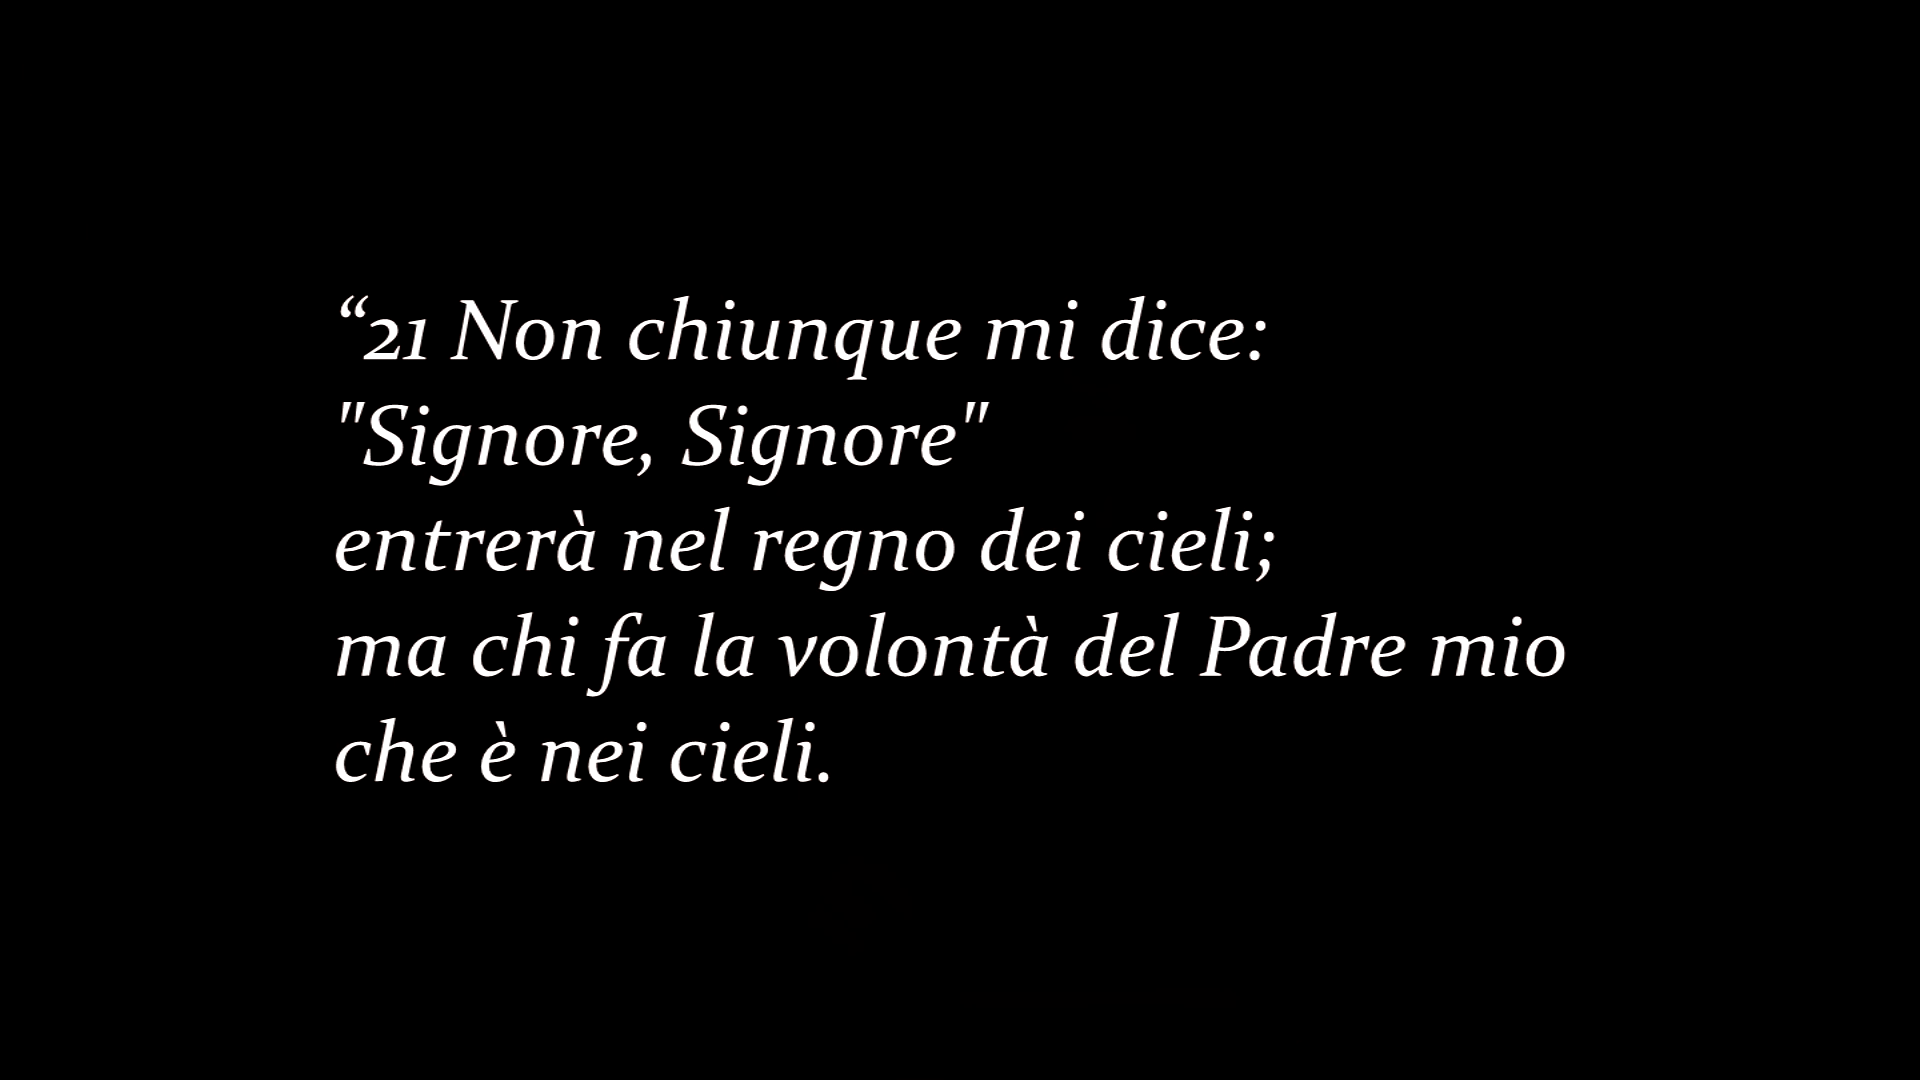 “21 Non chiunque mi dice:
"Signore, Signore"
entrerà nel regno dei cieli;
ma chi fa la volontà del Padre mio
che è nei cieli.